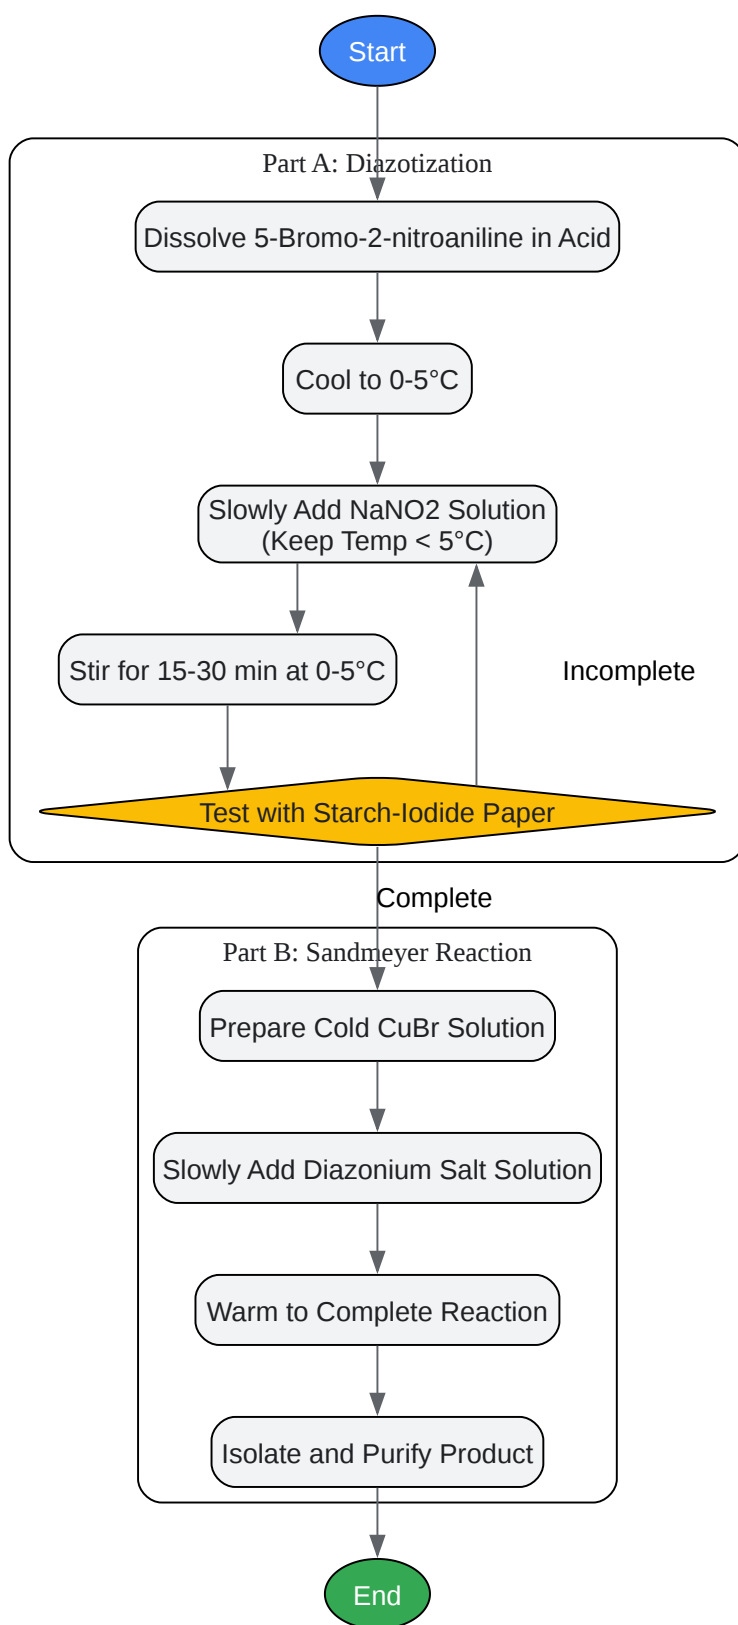 Start
Part A: Diazotization
Dissolve 5-Bromo-2-nitroaniline in Acid
Cool to 0-5°C
Slowly Add NaNO2 Solution
(Keep Temp < 5°C)
Stir for 15-30 min at 0-5°C
Incomplete
Test with Starch-Iodide Paper
Complete
Part B: Sandmeyer Reaction
Prepare Cold CuBr Solution
Slowly Add Diazonium Salt Solution
Warm to Complete Reaction
Isolate and Purify Product
End